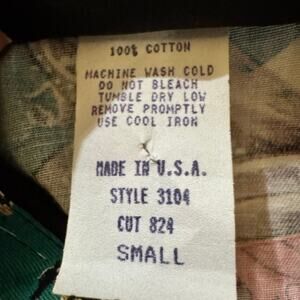 100% COTTON
MACHINE WASH COLD
DO NOT BLEACH
TUMBLE DRY LOW
REMOVE PROMPTLY
USE COOL IRON
MADE IN U.S.A.
STYLE 3104
CUT 824
SMALL